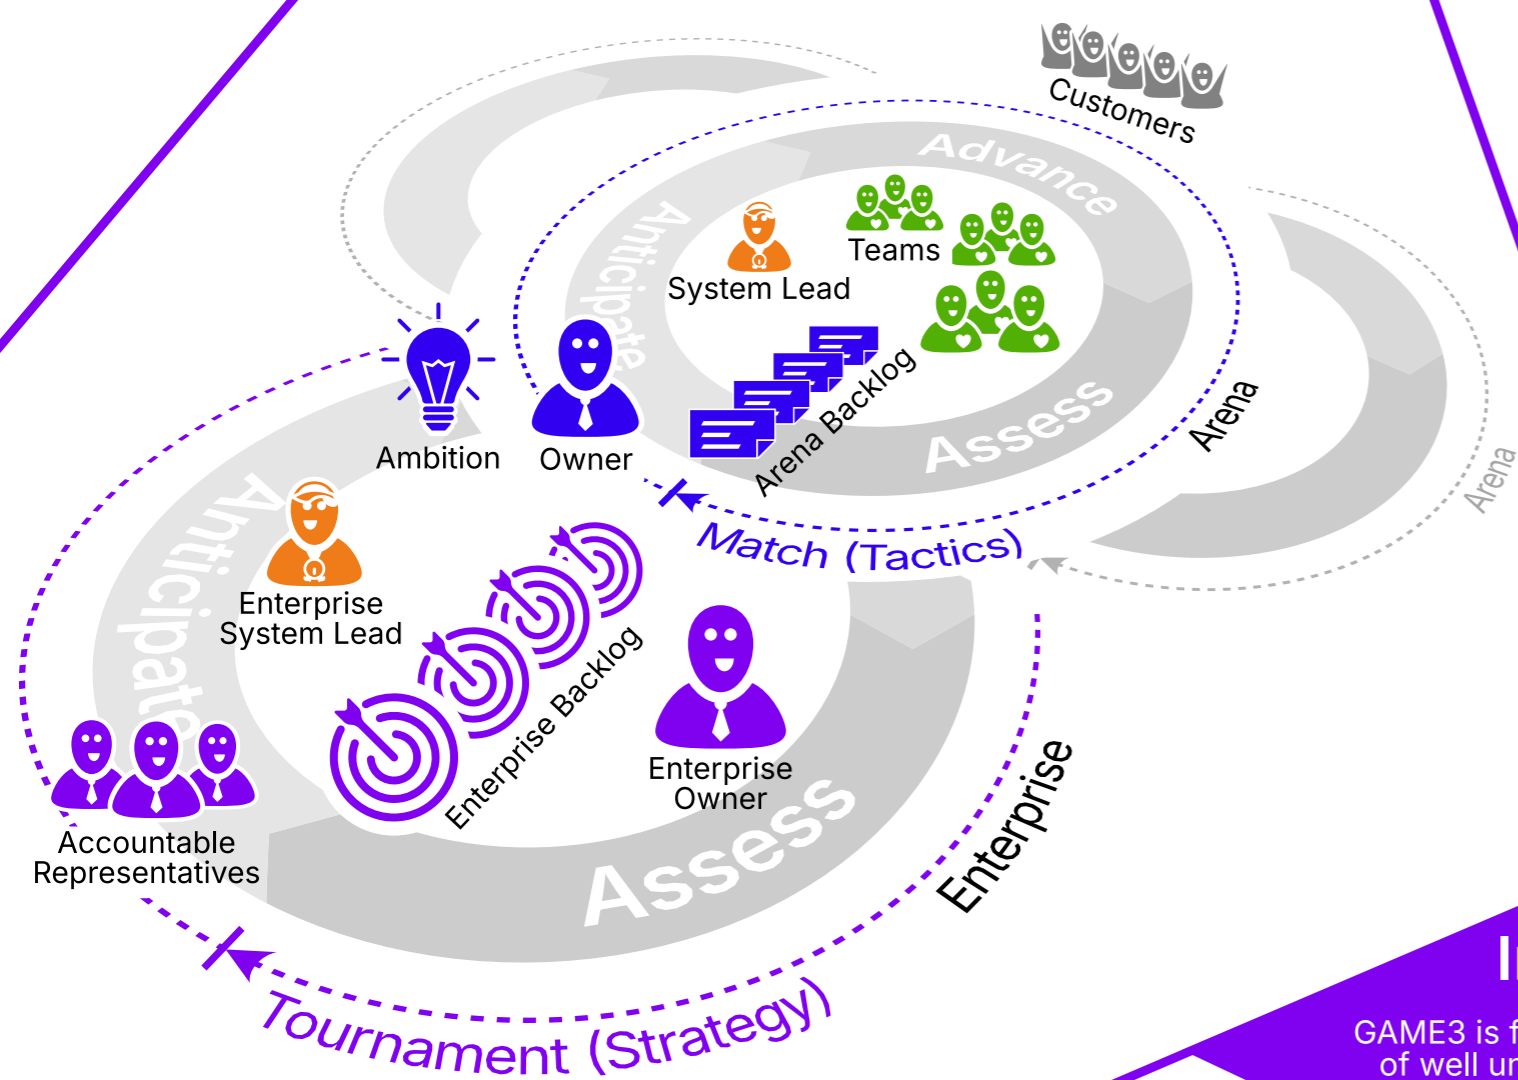 Customers
Advance
Anticipate
Teams
System Lead
Arena Backlog
Assess
Arena
Arena
Ambition
Owner
Match (Tactics)
Anticipate
Enterprise
System Lead
Enterprise Backlog
Enterprise
Owner
Assess
Enterprise
Accountable
Representatives
Tournament (Strategy)
GAME3 is
of well